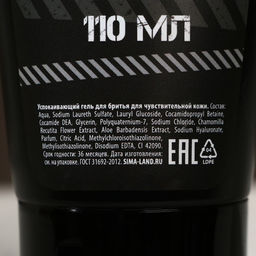 110 МЛ
Успокаивающий гель для бритья для чувствительной кожи. Состав:
Aqua, Sodium Laureth Sulfate, Lauryl Glucoside, Cocamidopropyl Betaine,
Cocamide DEA, Glycerin, Polyquaternium-7, Sodium Chloride, Chamomilla
Recutita Flower Extract, Aloe Barbadensis Extract, Sodium Hyaluronate,
Parfum, Citric Acid, Methylchloroisothiazolinone,
Methylisothiazolinone, Disodium EDTA, CI 42090.
Срок годности: 36 месяцев. Дата изготовления
см. на упаковке. ГОСТ 31692-2012. SIMA-LAND.RU
EAC
04
LDPE